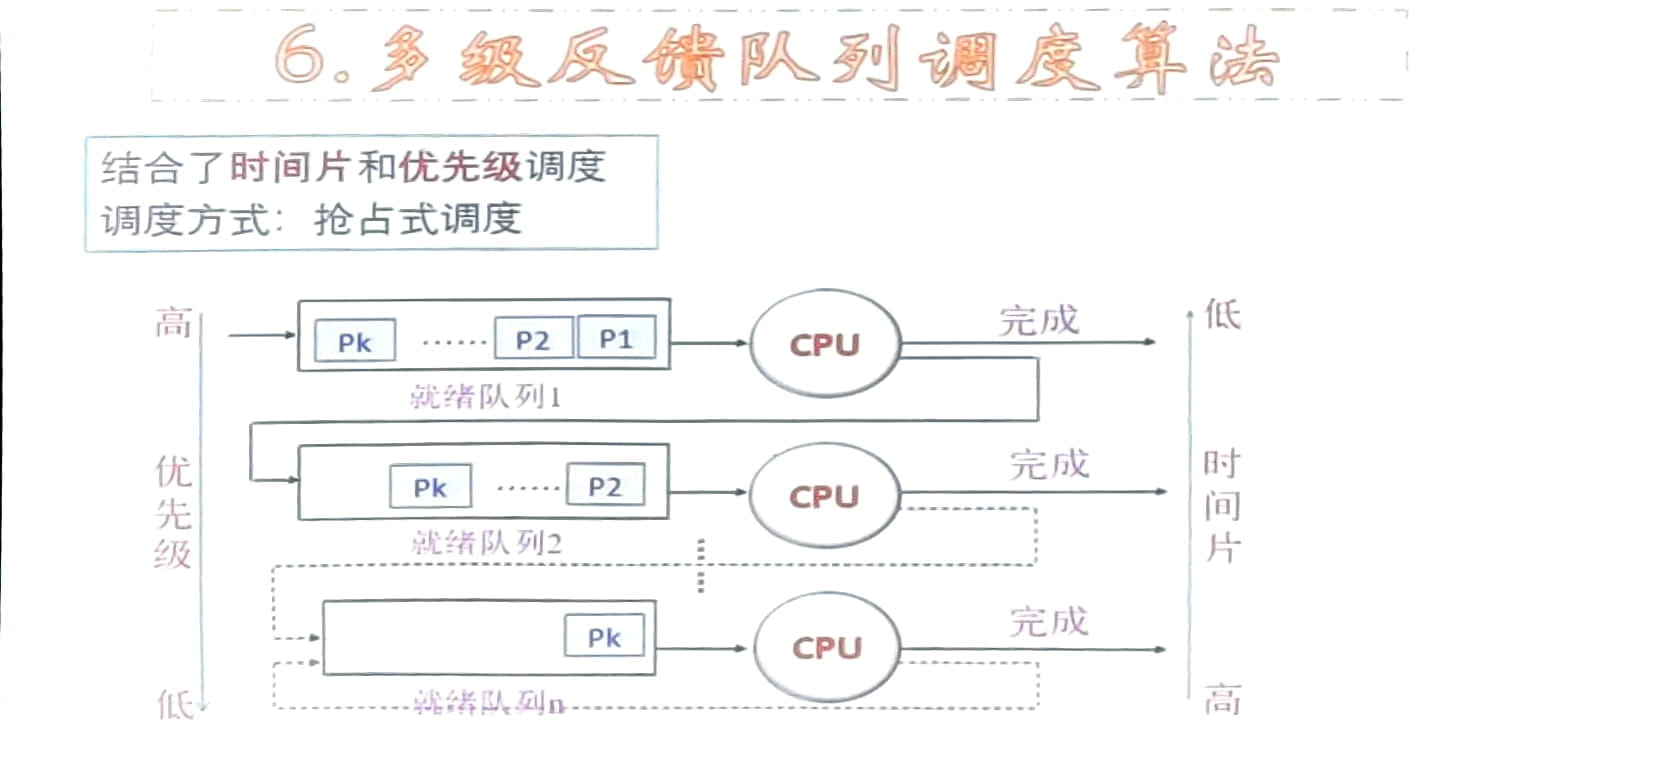 6.多级反馈队列调度算法
结合了时间片和优先级调度
调度方式：抢占式调度
高
优先级
低
Pk ······ P2 P1
CPU
完成
就绪队列1
Pk ······ P2
CPU
完成
就绪队列2
Pk
CPU
完成
就绪队列n
低
时间片
高